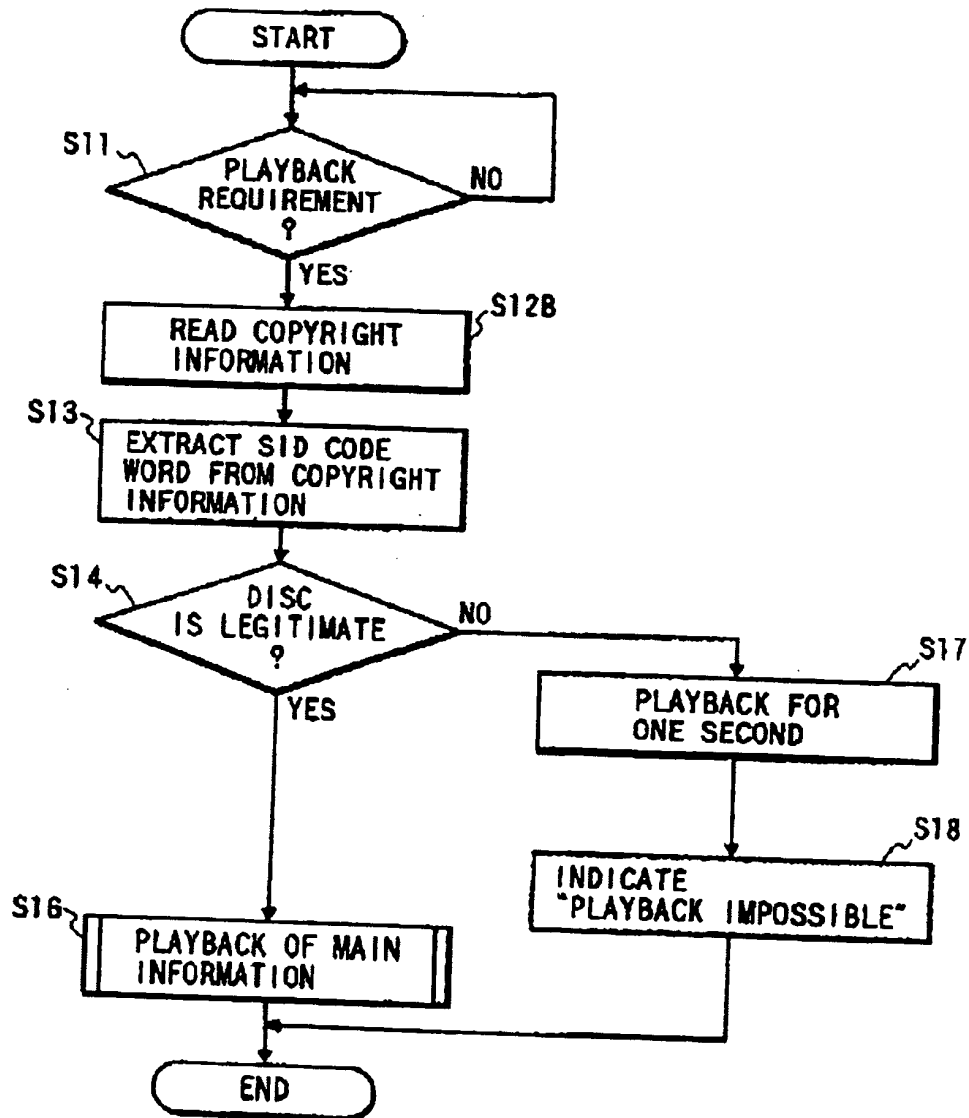 START
S11
PLAYBACK
REQUIREMENT
?
NO
YES
S12B
READ COPYRIGHT
INFORMATION
S13
EXTRACT SID CODE
WORD FROM COPYRIGHT
INFORMATION
S14
DISC
IS LEGITIMATE
?
NO
YES
S17
PLAYBACK FOR
ONE SECOND
S18
INDICATE
"PLAYBACK IMPOSSIBLE"
S16
PLAYBACK OF MAIN
INFORMATION
END